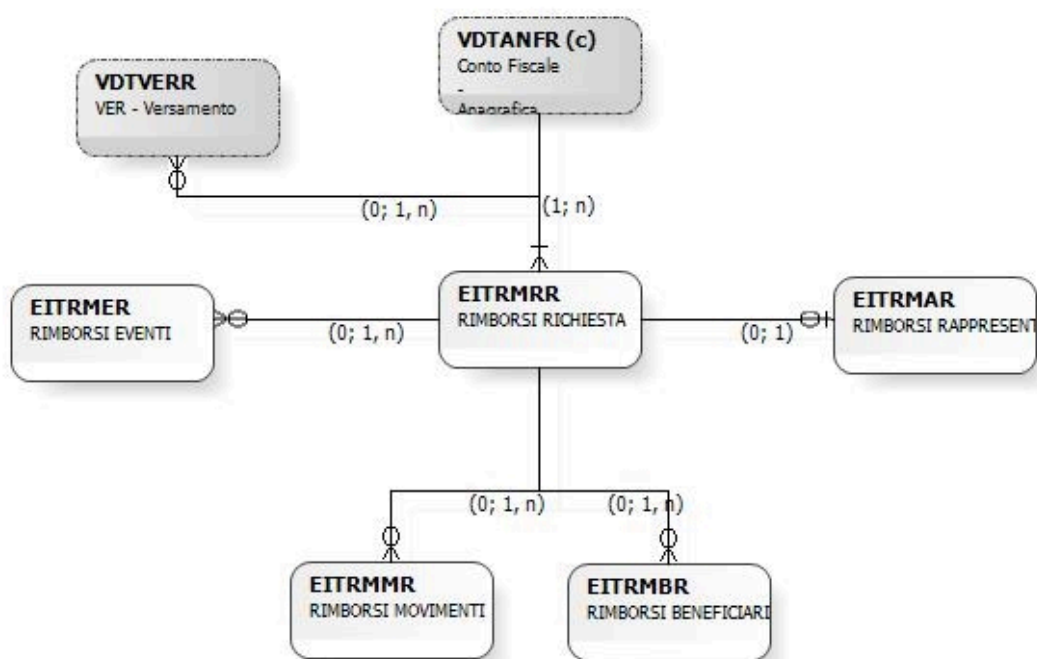 VDTANFR (c)
Conto Fiscale
-
Anagrafica
VDTVERR
VER - Versamento
(0; 1, n)
(1; n)
EITRMER
RIMBORSI EVENTI
(0; 1, n)
EITRMRR
RIMBORSI RICHIESTA
(0; 1)
EITRMAR
RIMBORSI RAPPRESENT
(0; 1, n)
(0; 1, n)
EITRMMR
RIMBORSI MOVIMENTI
EITRMBR
RIMBORSI BENEFICIARI